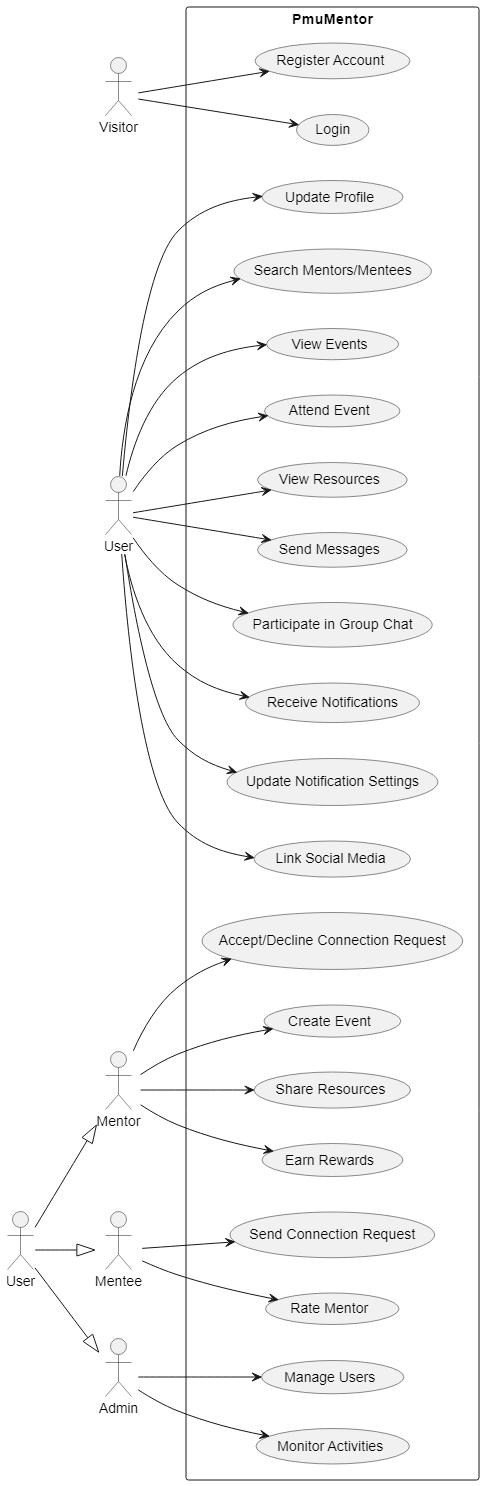 PmuMentor
Register Account
Visitor
Login
Update Profile
Search Mentors/Mentees
View Events
Attend Event
View Resources
User
Send Messages
Participate in Group Chat
Receive Notifications
Update Notification Settings
Link Social Media
Accept/Decline Connection Request
Create Event
Share Resources
Mentor
Earn Rewards
Send Connection Request
User
Mentee
Rate Mentor
Manage Users
Admin
Monitor Activities